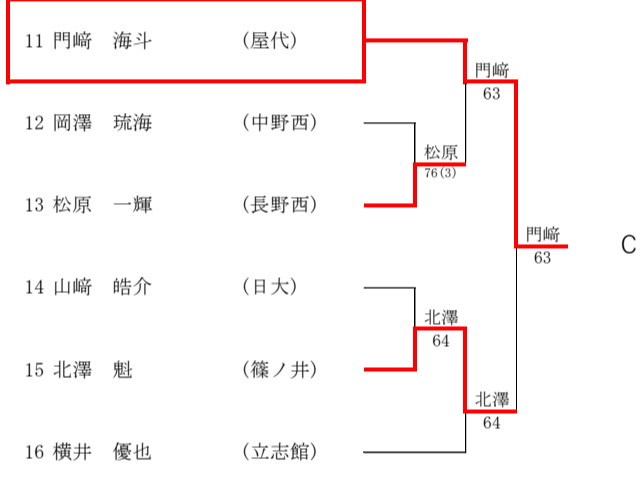 11 門﨑 海斗 (屋代)
門﨑
63
12 岡澤 琉海 (中野西)
松原
76(3)
13 松原 一輝 (長野西)
門﨑
63
C
14 山﨑 皓介 (日大)
北澤
64
15 北澤 魁 (篠ノ井)
北澤
64
16 横井 優也 (立志館)